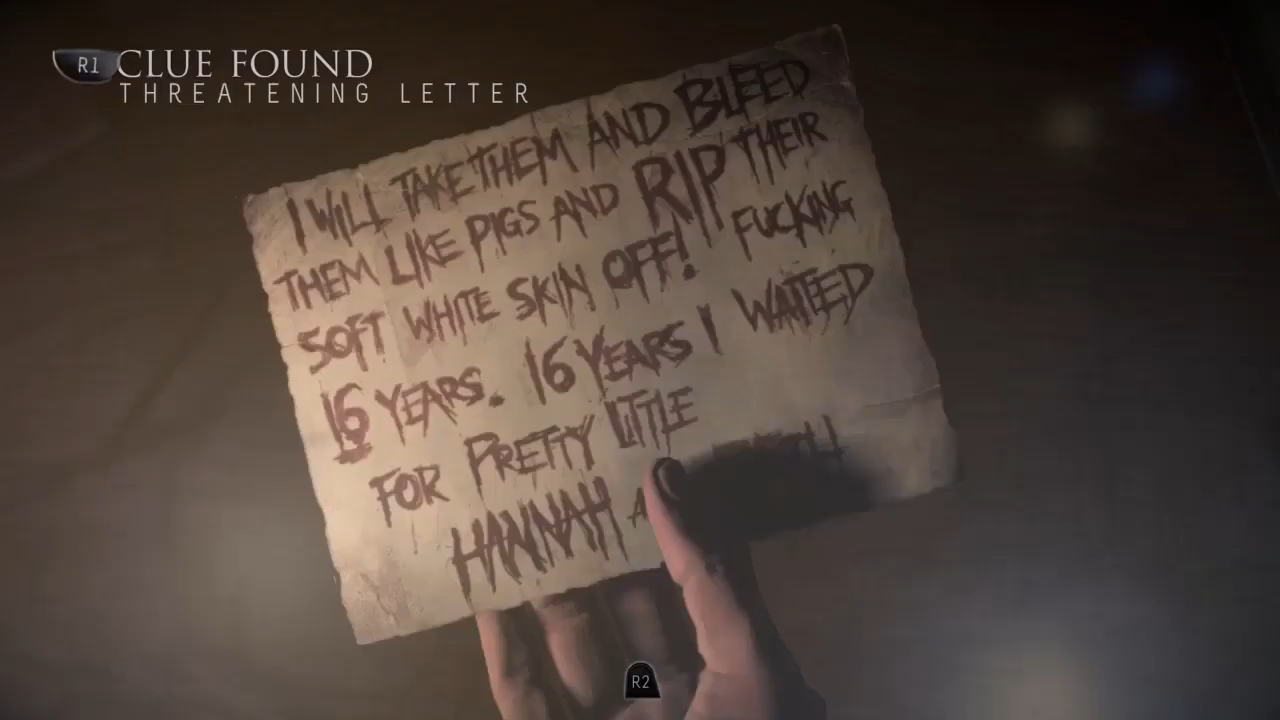 R1 CLUE FOUND
THREATENING LETTER
I WILL TAKE THEM AND BLEED
THEM LIKE PIGS AND RIP THEIR
SOFT WHITE SKIN OFF! FUCKING
16 YEARS. 16 YEARS I WAITED
FOR PRETTY LITTLE
HANNAH
R2